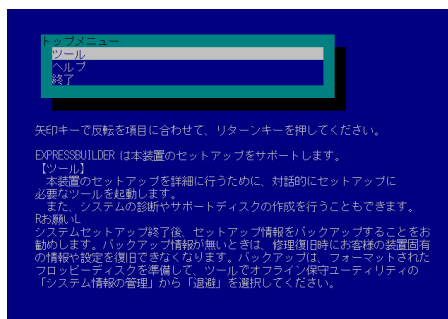 トップメニュー
ツール
ヘルプ
終了
矢印キーで反転を項目に合わせて、リターンキーを押してください。
EXPRESSBUILDER は本装置のセットアップをサポートします。
【ツール】
本装置のセットアップを詳細に行うために、対話的にセットアップに
必要なツールを起動します。
また、システムの診断やサポートディスクの作成を行うこともできます。
Rお願いL
システムセットアップ終了後、セットアップ情報をバックアップすることをお
勧めします。バックアップ情報が無いときは、修理復旧時にお客様の装置固有
の情報や設定を復旧できなくなります。バックアップは、フォーマットされた
フロッピーディスクを準備して、ツールでオフライン保守ユーティリティの
「システム情報の管理」から「退避」を選択してください。